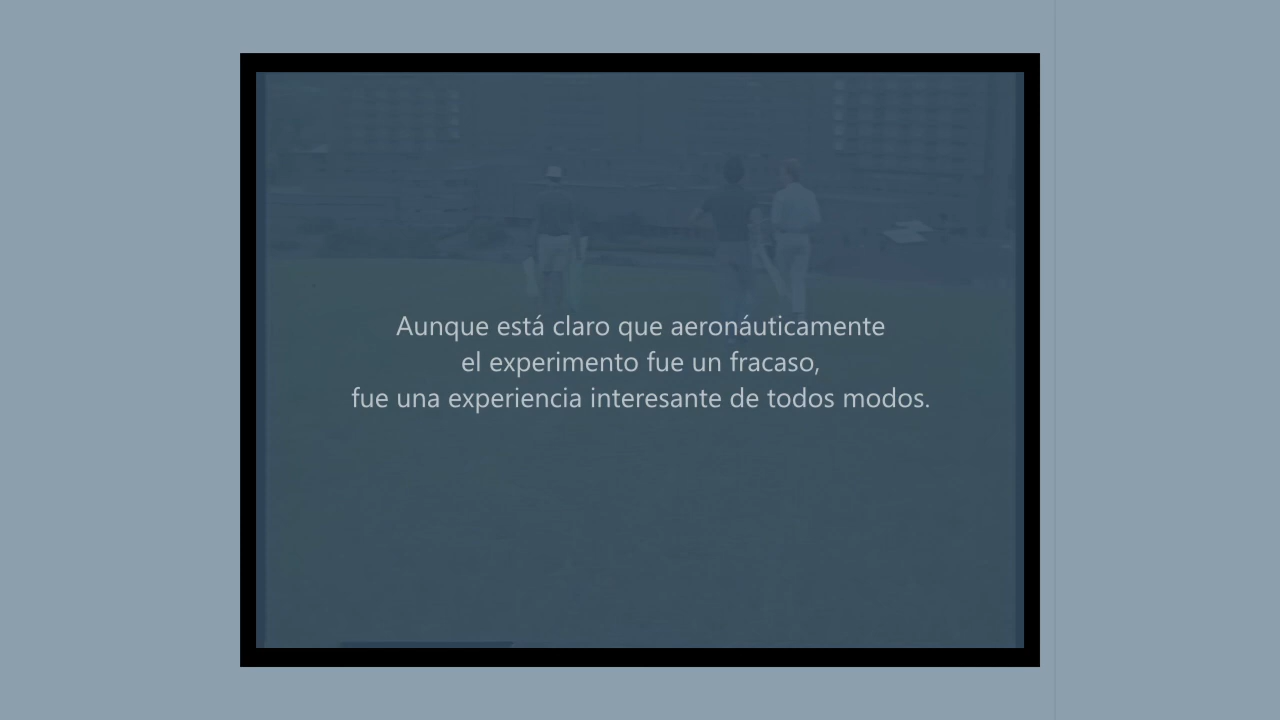 Aunque está claro que aeronáuticamente
el experimento fue un fracaso,
fue una experiencia interesante de todos modos.